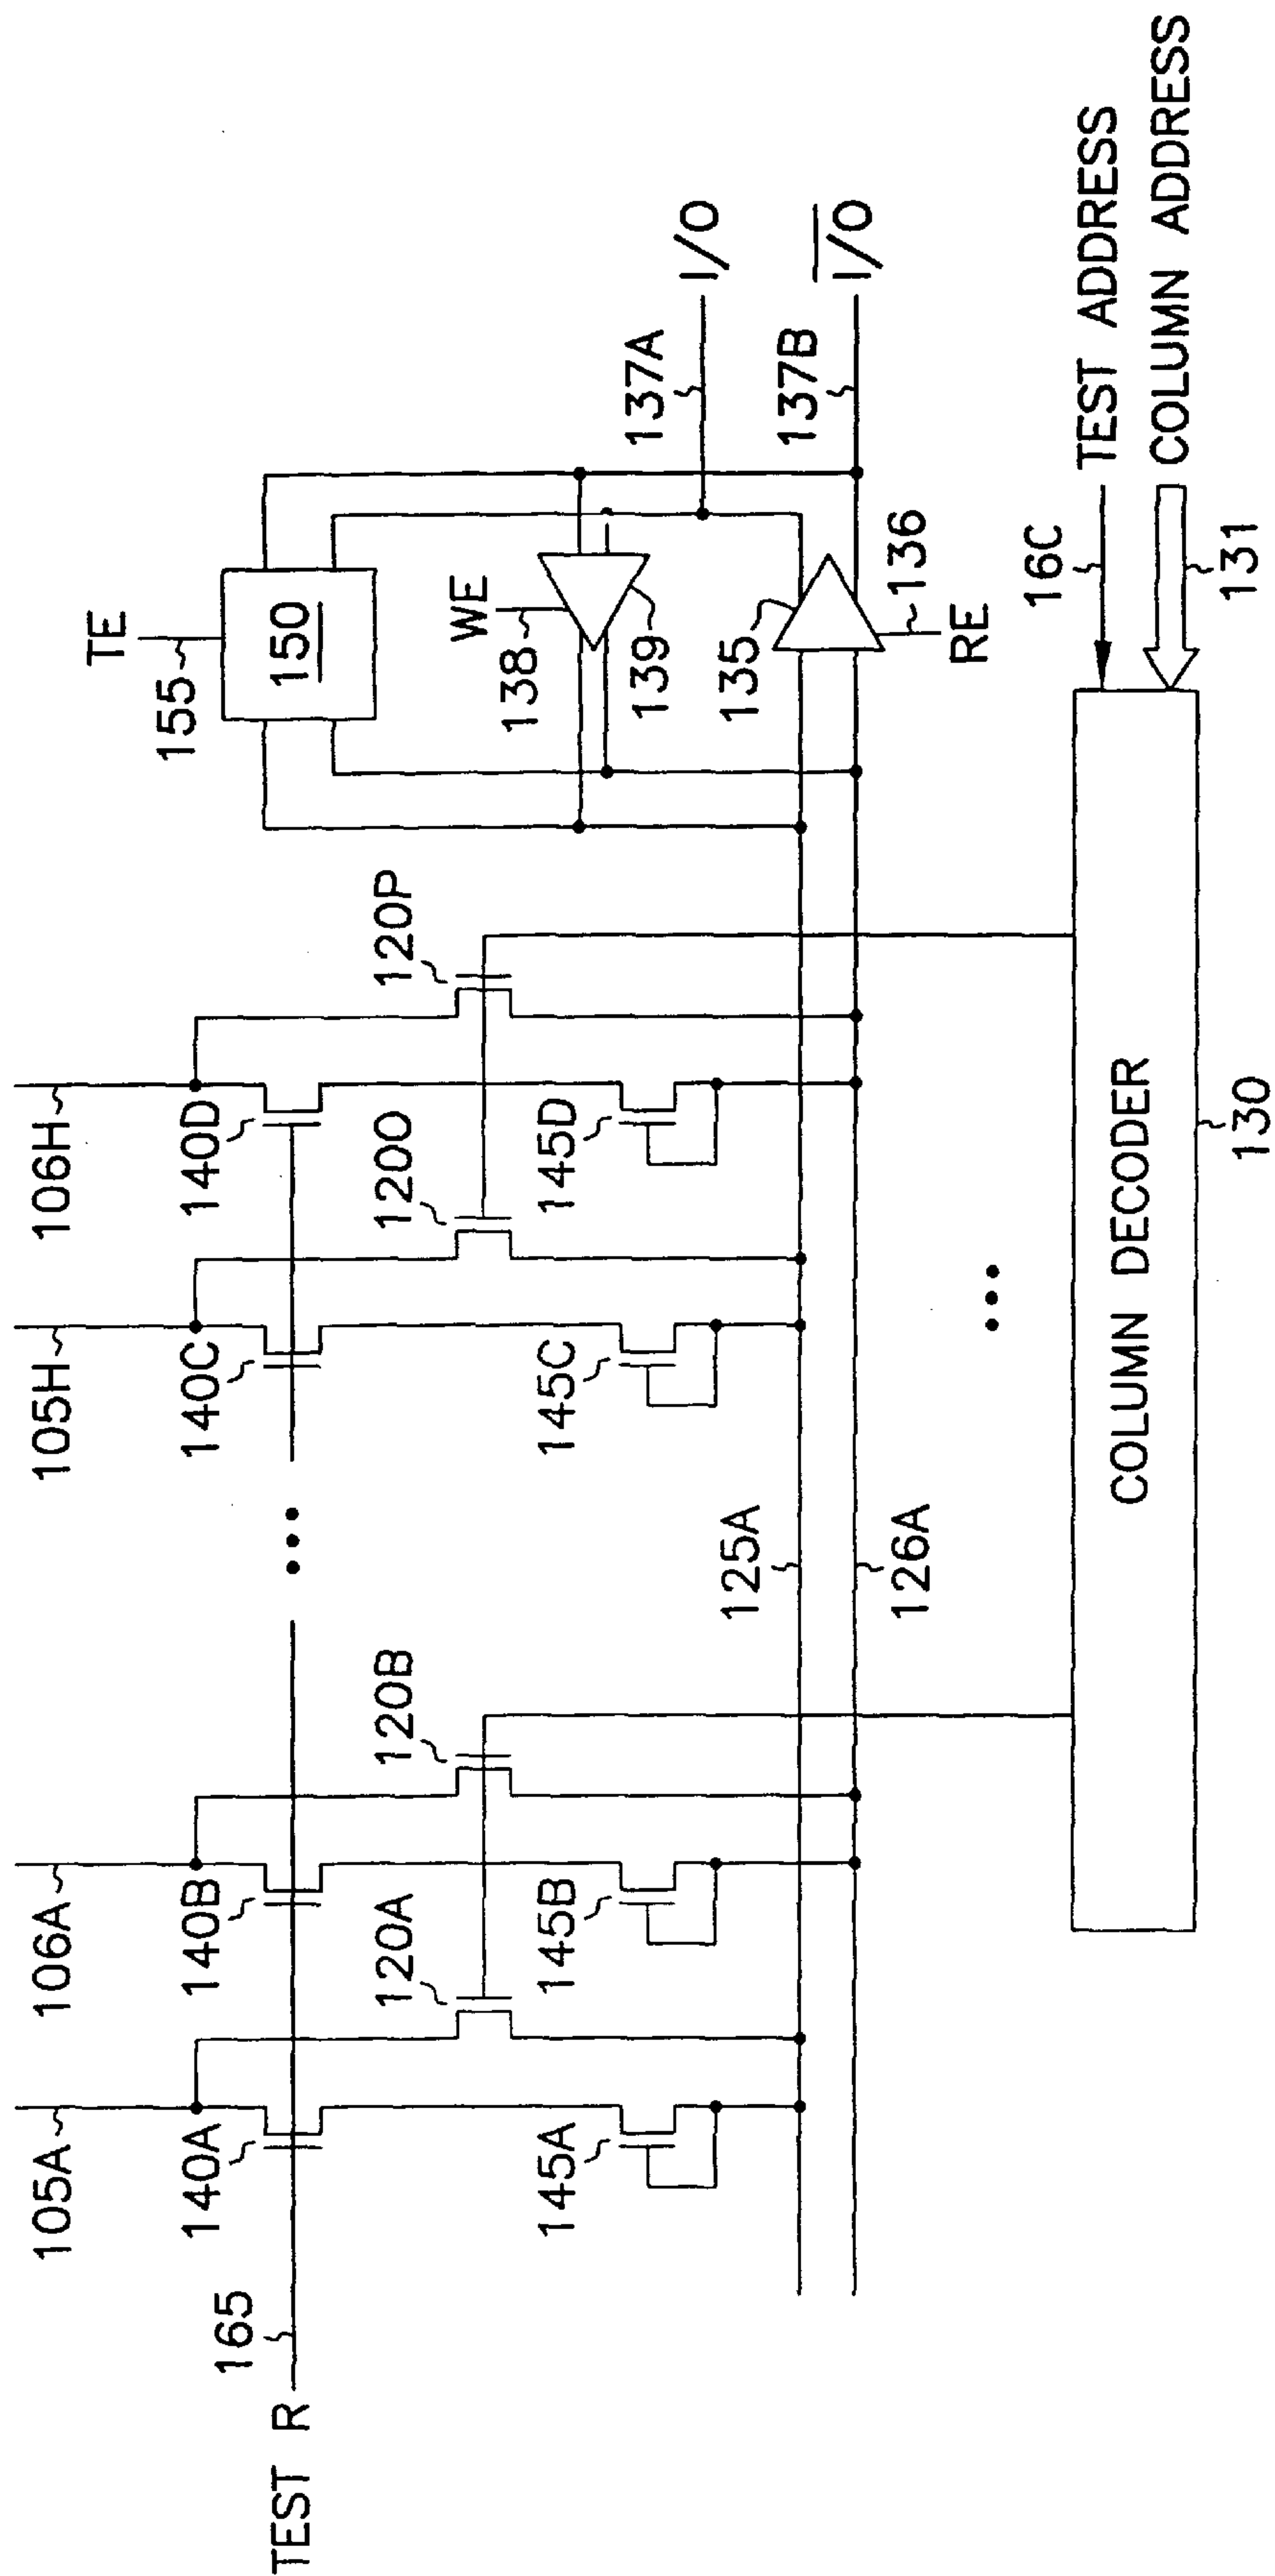 105A
106A
105H
106H
140A
140B
140C
140D
TE
155
150
165
TEST R
120A
120B
120O
120P
WE
138
139
145A
145B
145C
145D
135
136
RE
137A
I/O
137B
I/O
125A
126A
16C
TEST ADDRESS
COLUMN ADDRESS
131
COLUMN DECODER
130